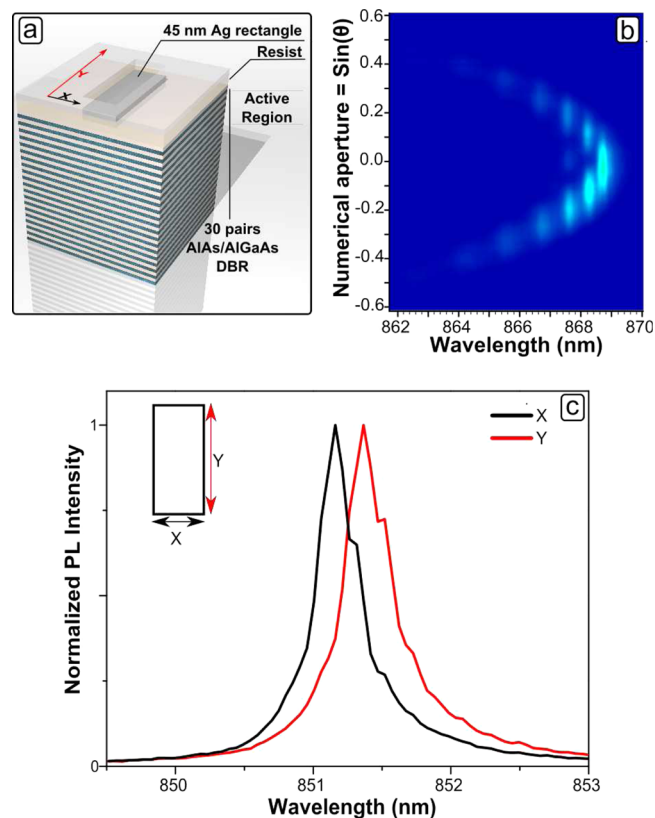 a
45 nm Ag rectangle
Resist
Active
Region
30 pairs
AlAs/AlGaAs
DBR
Y
X
b
Numerical aperture = Sin(θ)
0.6
0.4
0.2
0.0
-0.2
-0.4
-0.6
862 864 866 868 870
Wavelength (nm)
c
X
Y
Y
X
Normalized PL Intensity
1
0
850 851 852 853
Wavelength (nm)